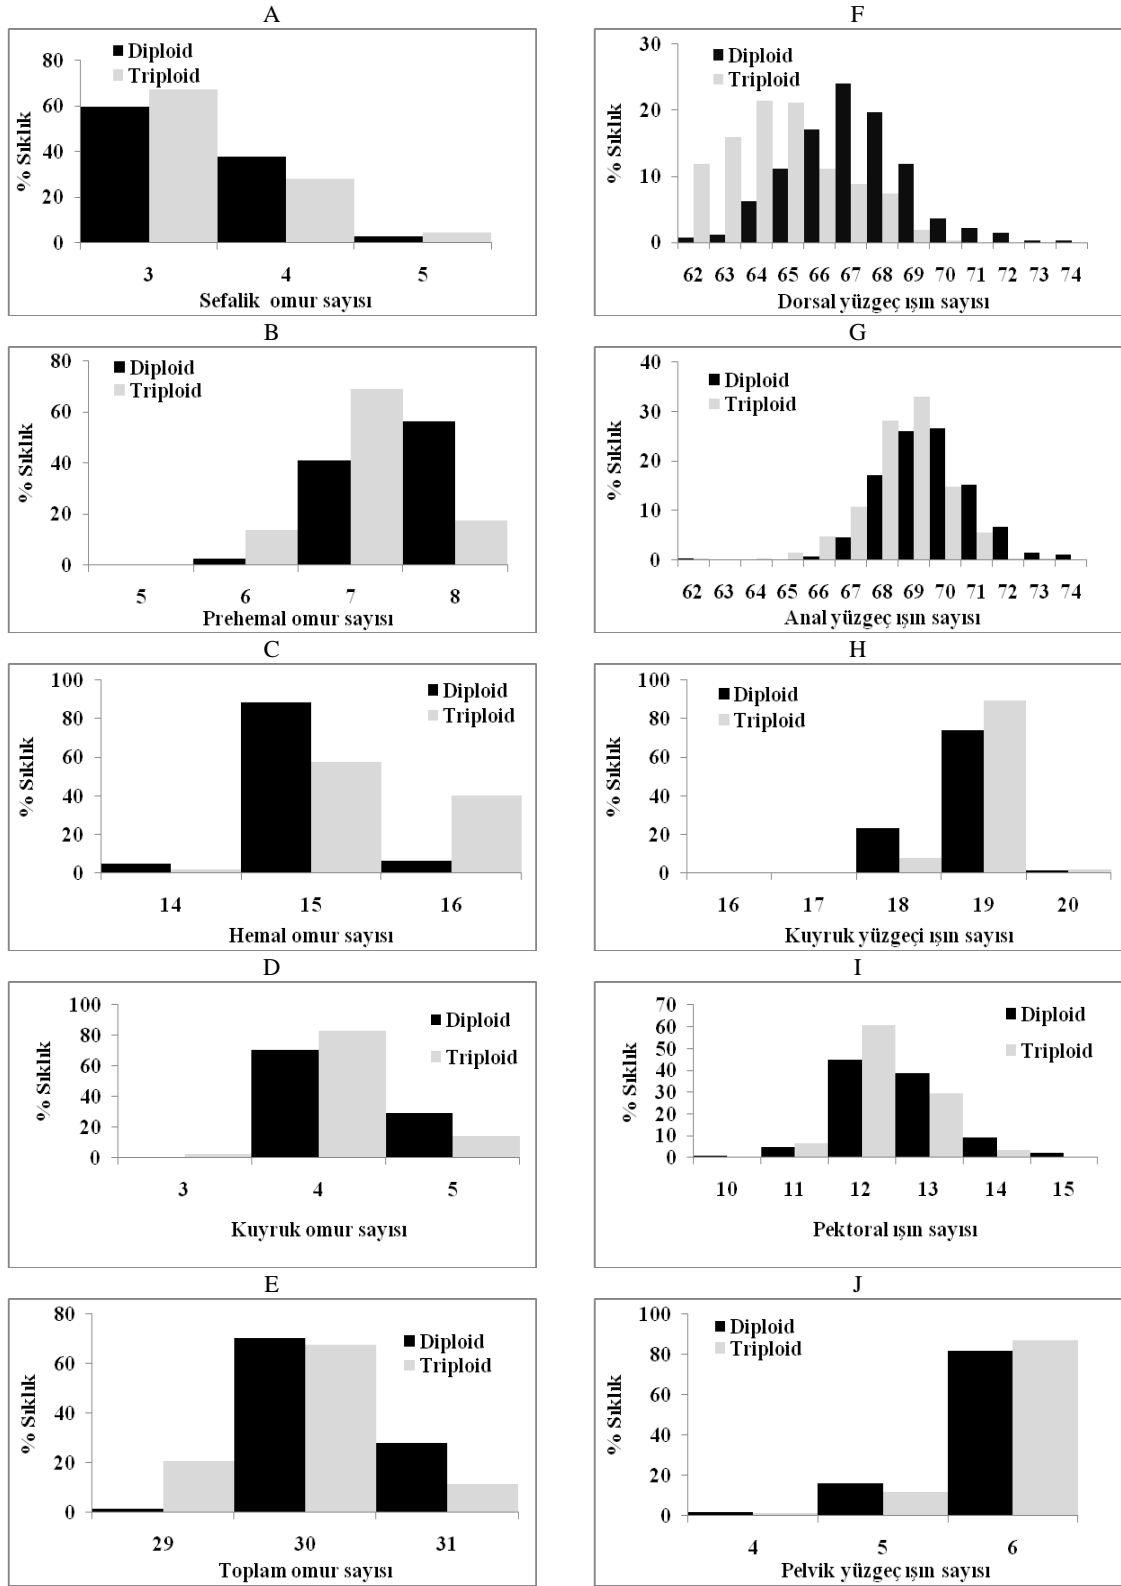 A
80
60
40
20
0
% Sıklık
Diploid
Triploid
3 4 5
Sefalik omur sayısı
B
80
60
40
20
0
% Sıklık
Diploid
Triploid
5 6 7 8
Prehemal omur sayısı
C
100
80
60
40
20
0
% Sıklık
Diploid
Triploid
14 15 16
Hemal omur sayısı
D
100
80
60
40
20
0
% Sıklık
Diploid
Triploid
3 4 5
Kuyruk omur sayısı
E
80
60
40
20
0
% Sıklık
Diploid
Triploid
29 30 31
Toplam omur sayısı
F
30
20
10
0
% Sıklık
Diploid
Triploid
62 63 64 65 66 67 68 69 70 71 72 73 74
Dorsal yüzgeç ışın sayısı
G
40
30
20
10
0
% Sıklık
Diploid
Triploid
62 63 64 65 66 67 68 69 70 71 72 73 74
Anal yüzgeç ışın sayısı
H
100
80
60
40
20
0
% Sıklık
Diploid
Triploid
16 17 18 19 20
Kuyruk yüzgeçi ışın sayısı
I
70
60
50
40
30
20
10
0
% Sıklık
Diploid
Triploid
10 11 12 13 14 15
Pektoral ışın sayısı
J
100
80
60
40
20
0
% Sıklık
Diploid
Triploid
4 5 6
Pelvik yüzgeç ışın sayısı